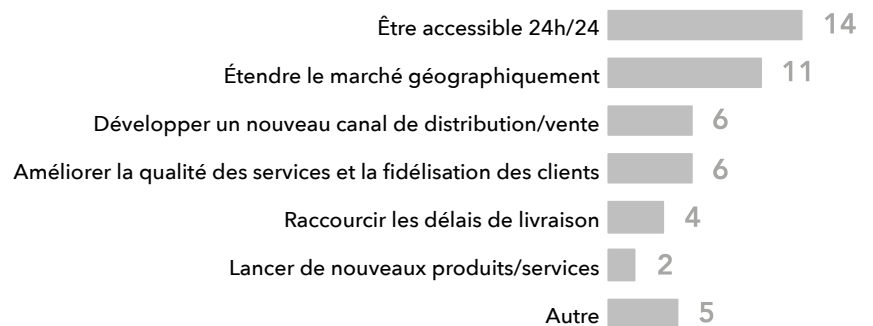 Être accessible 24h/24 14
Étendre le marché géographiquement 11
Développer un nouveau canal de distribution/vente 6
Améliorer la qualité des services et la fidélisation des clients 6
Raccourcir les délais de livraison 4
Lancer de nouveaux produits/services 2
Autre 5